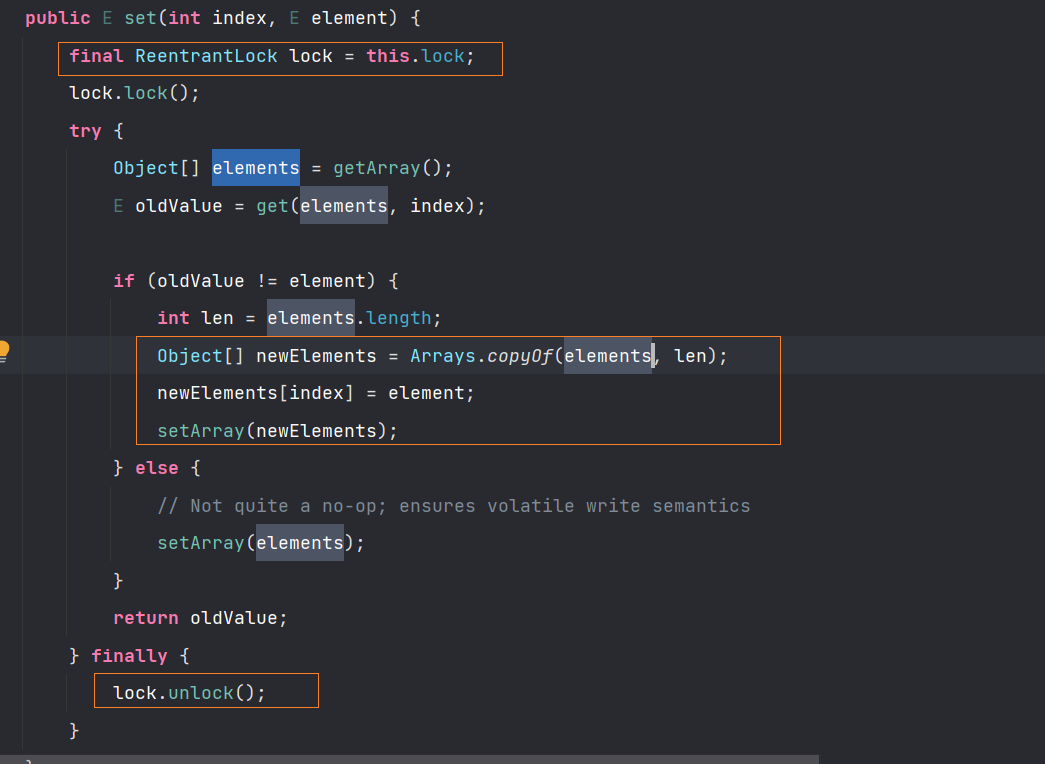 public E set(int index, E element) {
final ReentrantLock lock = this.lock;
lock.lock();
try {
Object[] elements = getArray();
E oldValue = get(elements, index);
if (oldValue != element) {
int len = elements.length;
Object[] newElements = Arrays.copyOf(elements, len);
newElements[index] = element;
setArray(newElements);
} else {
// Not quite a no-op; ensures volatile write semantics
setArray(elements);
}
return oldValue;
} finally {
lock.unlock();
}